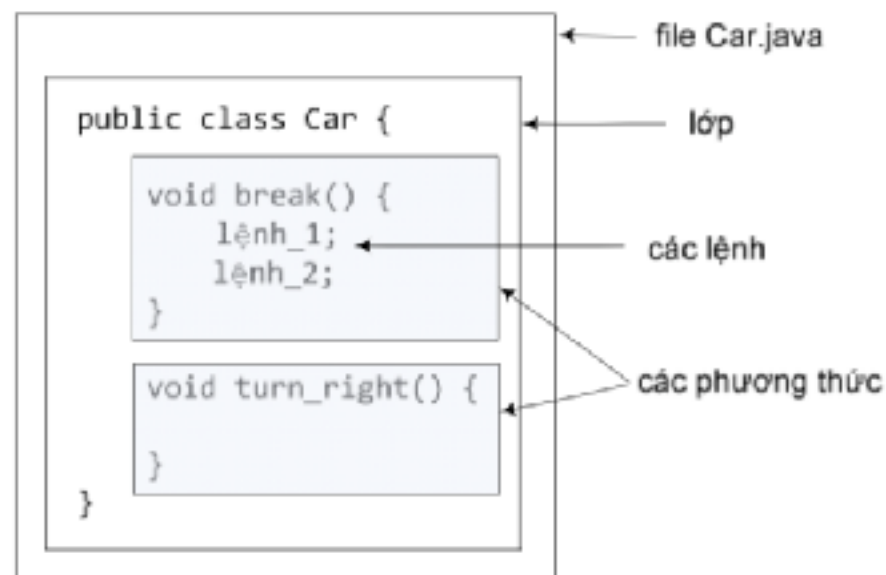 file Car.java
public class Car {
lớp
void break() {
lệnh_1;
các lệnh
lệnh_2;
}
void turn_right() {
các phương thức
}
}